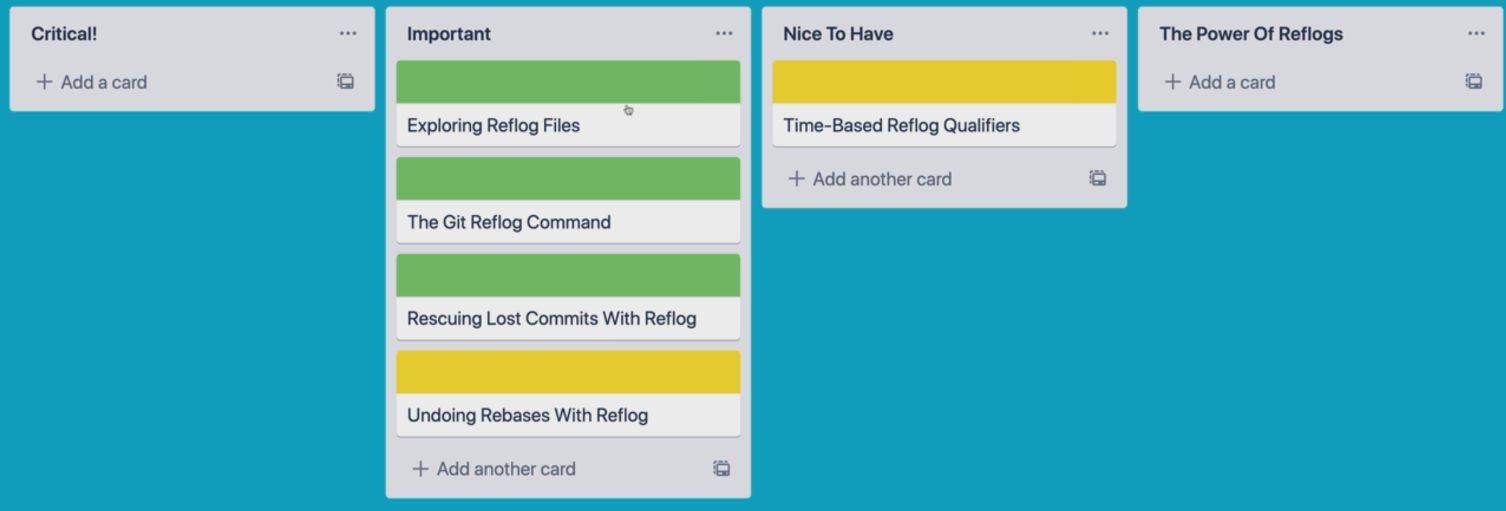 Critical!
Add a card
Important
Exploring Reflog Files
The Git Reflog Command
Rescuing Lost Commits With Reflog
Undoing Rebases With Reflog
Add another card
Nice To Have
Time-Based Reflog Qualifiers
Add another card
The Power Of Reflogs
Add a card